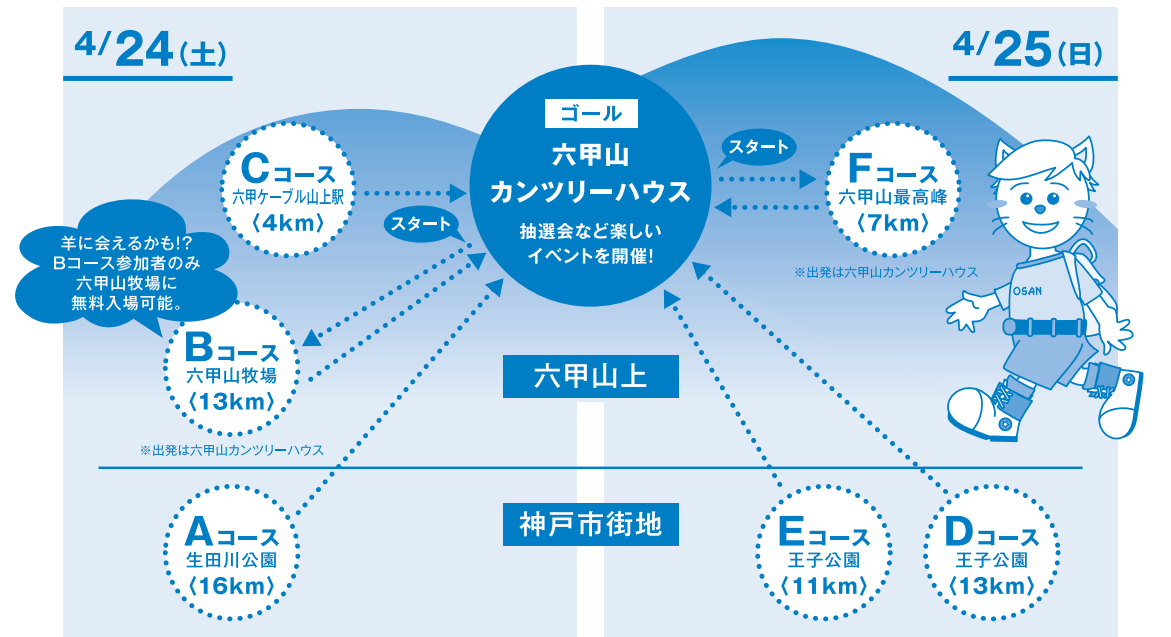 4/24(土)
4/25(日)
ゴール
六甲山
カンツリーハウス
抽選会など楽しい
イベントを開催!
Cコース
六甲ケーブル山上駅
〈4km〉
スタート
羊に会えるかも!?
Bコース参加者のみ
六甲山牧場に
無料入場可能。
Bコース
六甲山牧場
〈13km〉
※出発は六甲山カンツリーハウス
Aコース
生田川公園
〈16km〉
スタート
Fコース
六甲山最高峰
〈7km〉
※出発は六甲山カンツリーハウス
OSAN
六甲山上
神戸市街地
Eコース
王子公園
〈11km〉
Dコース
王子公園
〈13km〉